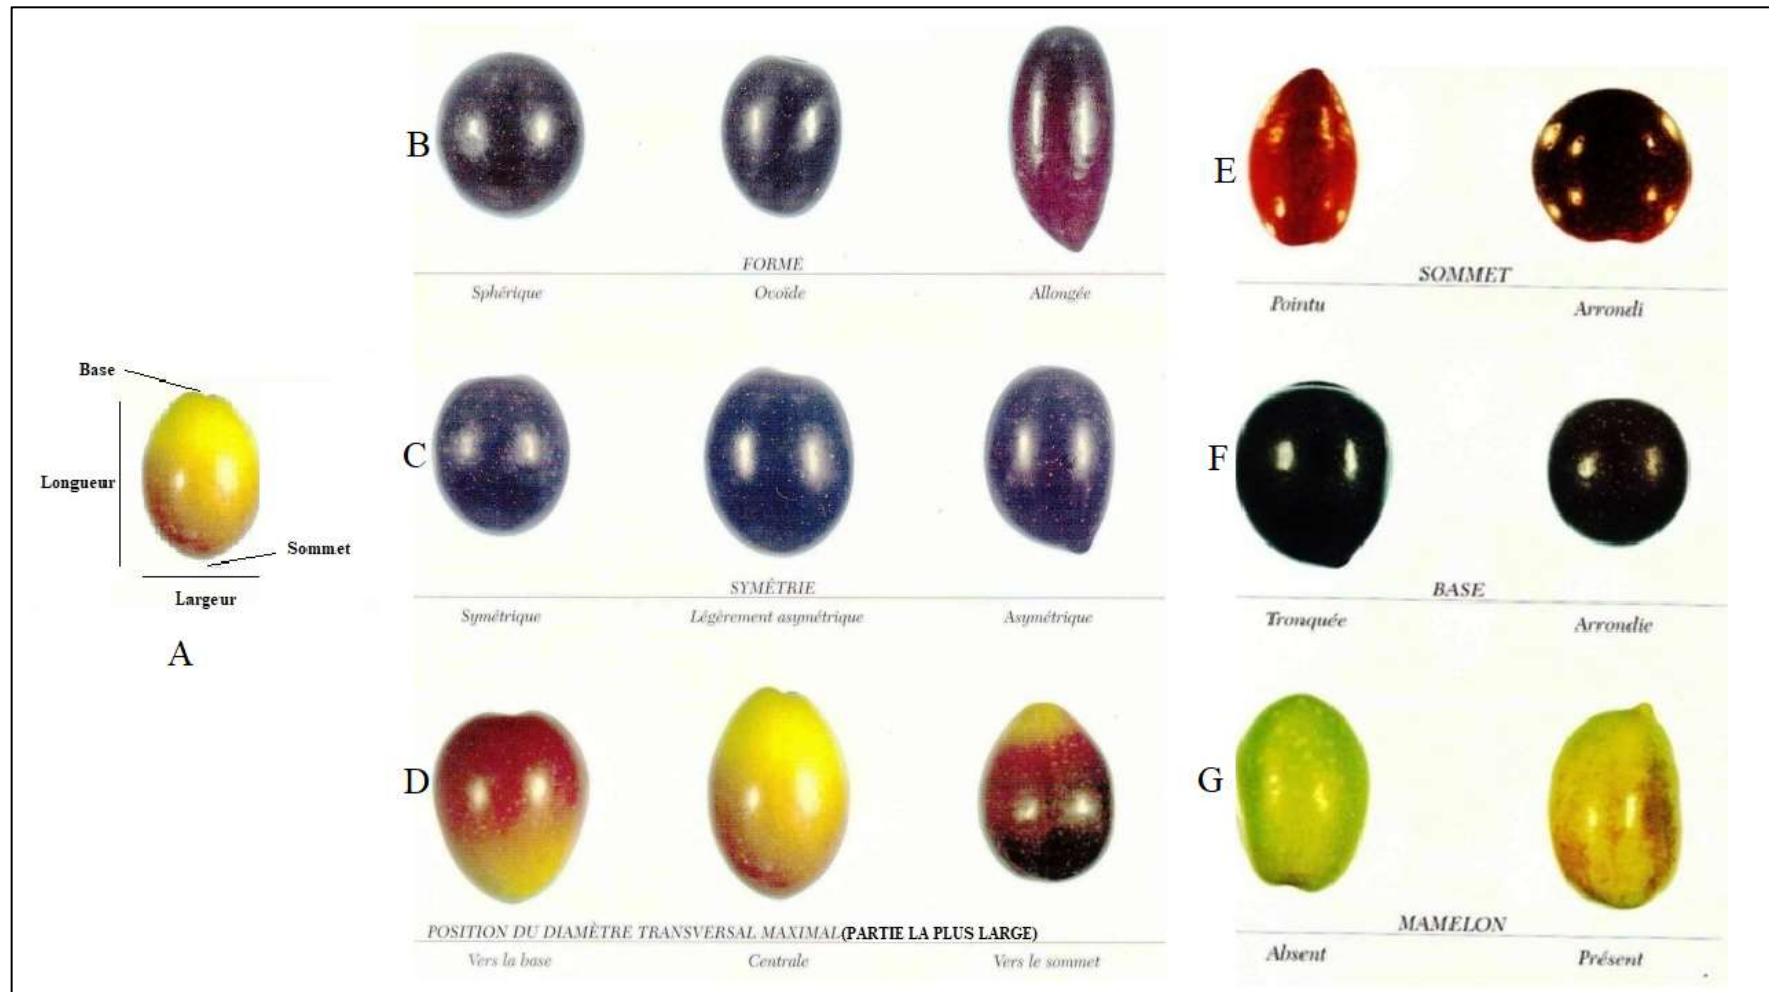 Base
Longueur
Sommet
Largeur
A
B
FORME
Sphérique Ovoïde Allongée
C
SYMÉTRIE
Symétrique Légèrement asymétrique Asymétrique
D
POSITION DU DIAMÈTRE TRANSVERSAL MAXIMAL(PARTIE LA PLUS LARGE)
Vers la base Centrale Vers le sommet
E
SOMMET
Pointu Arrondi
F
BASE
Tronquée Arrondie
G
MAMELON
Absent Présent